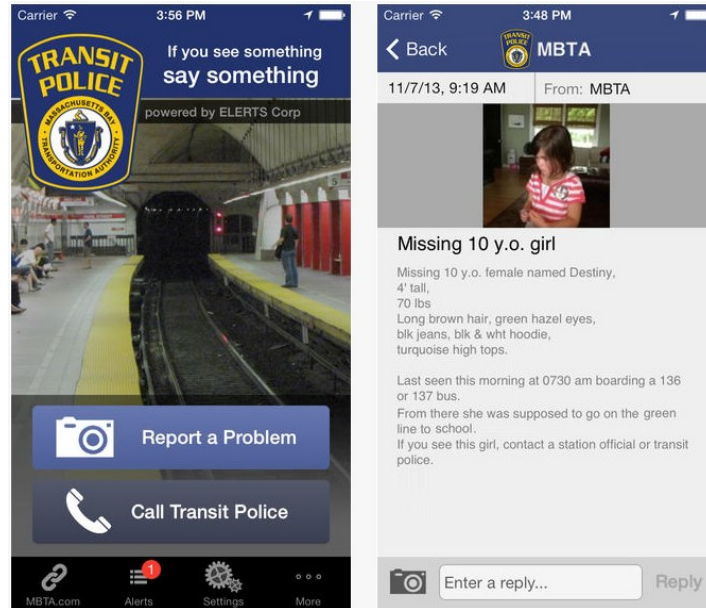 Carrier
3:56 PM
TRANSIT
POLICE
MASSACHUSETTS BAY
TRANSPORTATION AUTHORITY
If you see something
say something
powered by ELERTS Corp
Report a Problem
Call Transit Police
1
MBTA.com
Alerts
Settings
More
Carrier
3:48 PM
Back
TRANSIT
POLICE
MBTA
11/7/13, 9:19 AM
From: MBTA
Missing 10 y.o. girl
Missing 10 y.o. female named Destiny,
4' tall,
70 lbs
Long brown hair, green hazel eyes,
blk jeans, blk & wht hoodie,
turquoise high tops.
Last seen this morning at 0730 am boarding a 136
or 137 bus.
From there she was supposed to go on the green
line to school.
If you see this girl, contact a station official or transit
police.
Enter a reply...
Reply